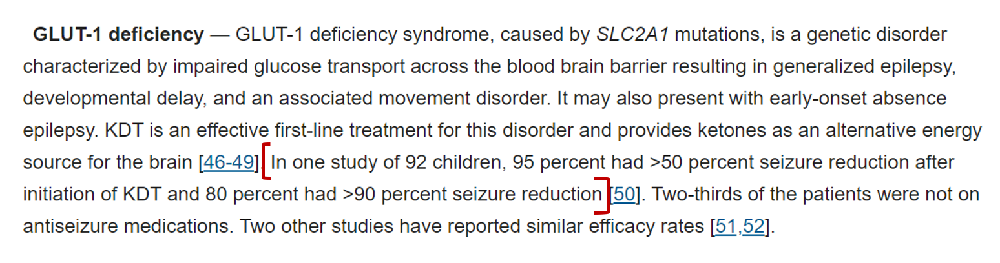 GLUT-1 deficiency — GLUT-1 deficiency syndrome, caused by SLC2A1 mutations, is a genetic disorder
characterized by impaired glucose transport across the blood brain barrier resulting in generalized epilepsy,
developmental delay, and an associated movement disorder. It may also present with early-onset absence
epilepsy. KDT is an effective first-line treatment for this disorder and provides ketones as an alternative energy
source for the brain [46-49]. In one study of 92 children, 95 percent had >50 percent seizure reduction after
initiation of KDT and 80 percent had >90 percent seizure reduction [50]. Two-thirds of the patients were not on
antiseizure medications. Two other studies have reported similar efficacy rates [51,52].